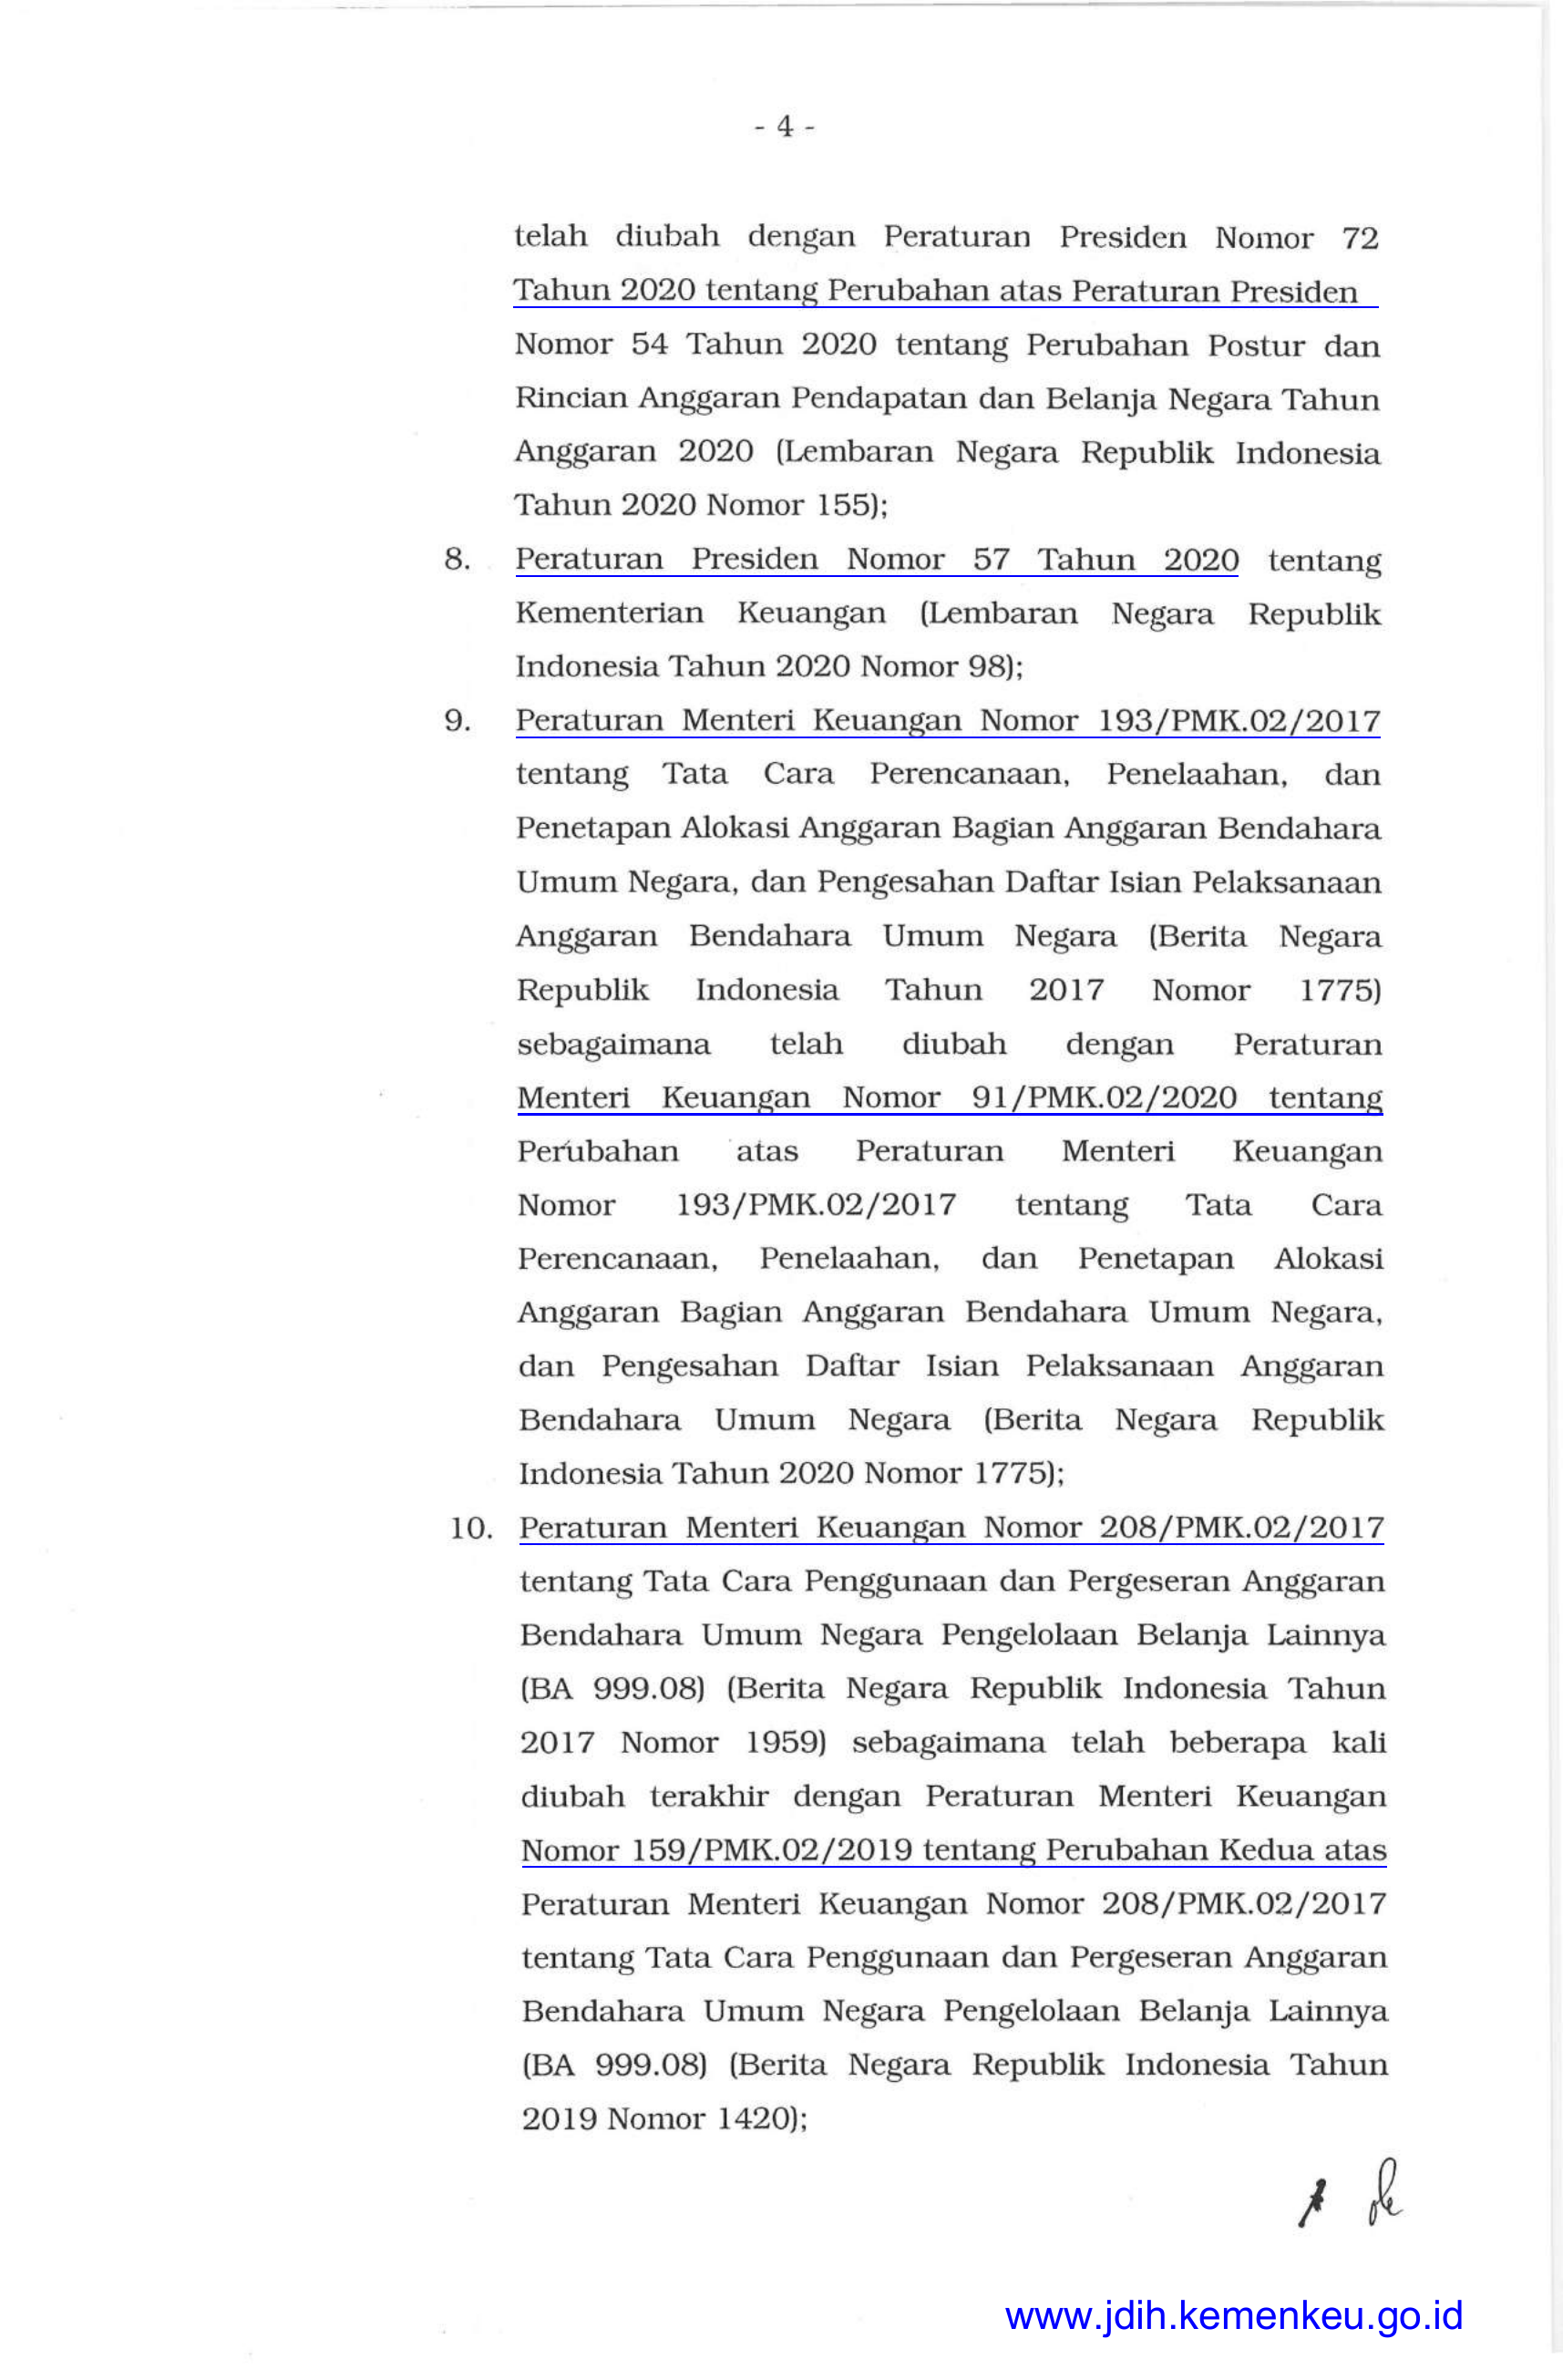 - 4 -
telah diubah dengan Peraturan Presiden Nomor 72
Tahun 2020 tentang Perubahan atas Peraturan Presiden
Nomor 54 Tahun 2020 tentang Perubahan Postur dan
Rincian Anggaran Pendapatan dan Belanja Negara Tahun
Anggaran 2020 (Lembaran Negara Republik Indonesia
Tahun 2020 Nomor 155);
8. Peraturan Presiden Nomor 57 Tahun 2020 tentang
Kementerian Keuangan (Lembaran Negara Republik
Indonesia Tahun 2020 Nomor 98);
9. Peraturan Menteri Keuangan Nomor 193/PMK.02/2017
tentang Tata Cara Perencanaan, Penelaahan, dan
Penetapan Alokasi Anggaran Bagian Anggaran Bendahara
Umum Negara, dan Pengesahan Daftar Isian Pelaksanaan
Anggaran Bendahara Umum Negara (Berita Negara
Republik Indonesia Tahun 2017 Nomor 1775)
sebagaimana telah diubah dengan Peraturan
Menteri Keuangan Nomor 91/PMK.02/2020 tentang
Perubahan atas Peraturan Menteri Keuangan
Nomor 193/PMK.02/2017 tentang Tata Cara
Perencanaan, Penelaahan, dan Penetapan Alokasi
Anggaran Bagian Anggaran Bendahara Umum Negara,
dan Pengesahan Daftar Isian Pelaksanaan Anggaran
Bendahara Umum Negara (Berita Negara Republik
Indonesia Tahun 2020 Nomor 1775);
10. Peraturan Menteri Keuangan Nomor 208/PMK.02/2017
tentang Tata Cara Penggunaan dan Pergeseran Anggaran
Bendahara Umum Negara Pengelolaan Belanja Lainnya
(BA 999.08) (Berita Negara Republik Indonesia Tahun
2017 Nomor 1959) sebagaimana telah beberapa kali
diubah terakhir dengan Peraturan Menteri Keuangan
Nomor 159/PMK.02/2019 tentang Perubahan Kedua atas
Peraturan Menteri Keuangan Nomor 208/PMK.02/2017
tentang Tata Cara Penggunaan dan Pergeseran Anggaran
Bendahara Umum Negara Pengelolaan Belanja Lainnya
(BA 999.08) (Berita Negara Republik Indonesia Tahun
2019 Nomor 1420);
www.jdih.kemenkeu.go.id